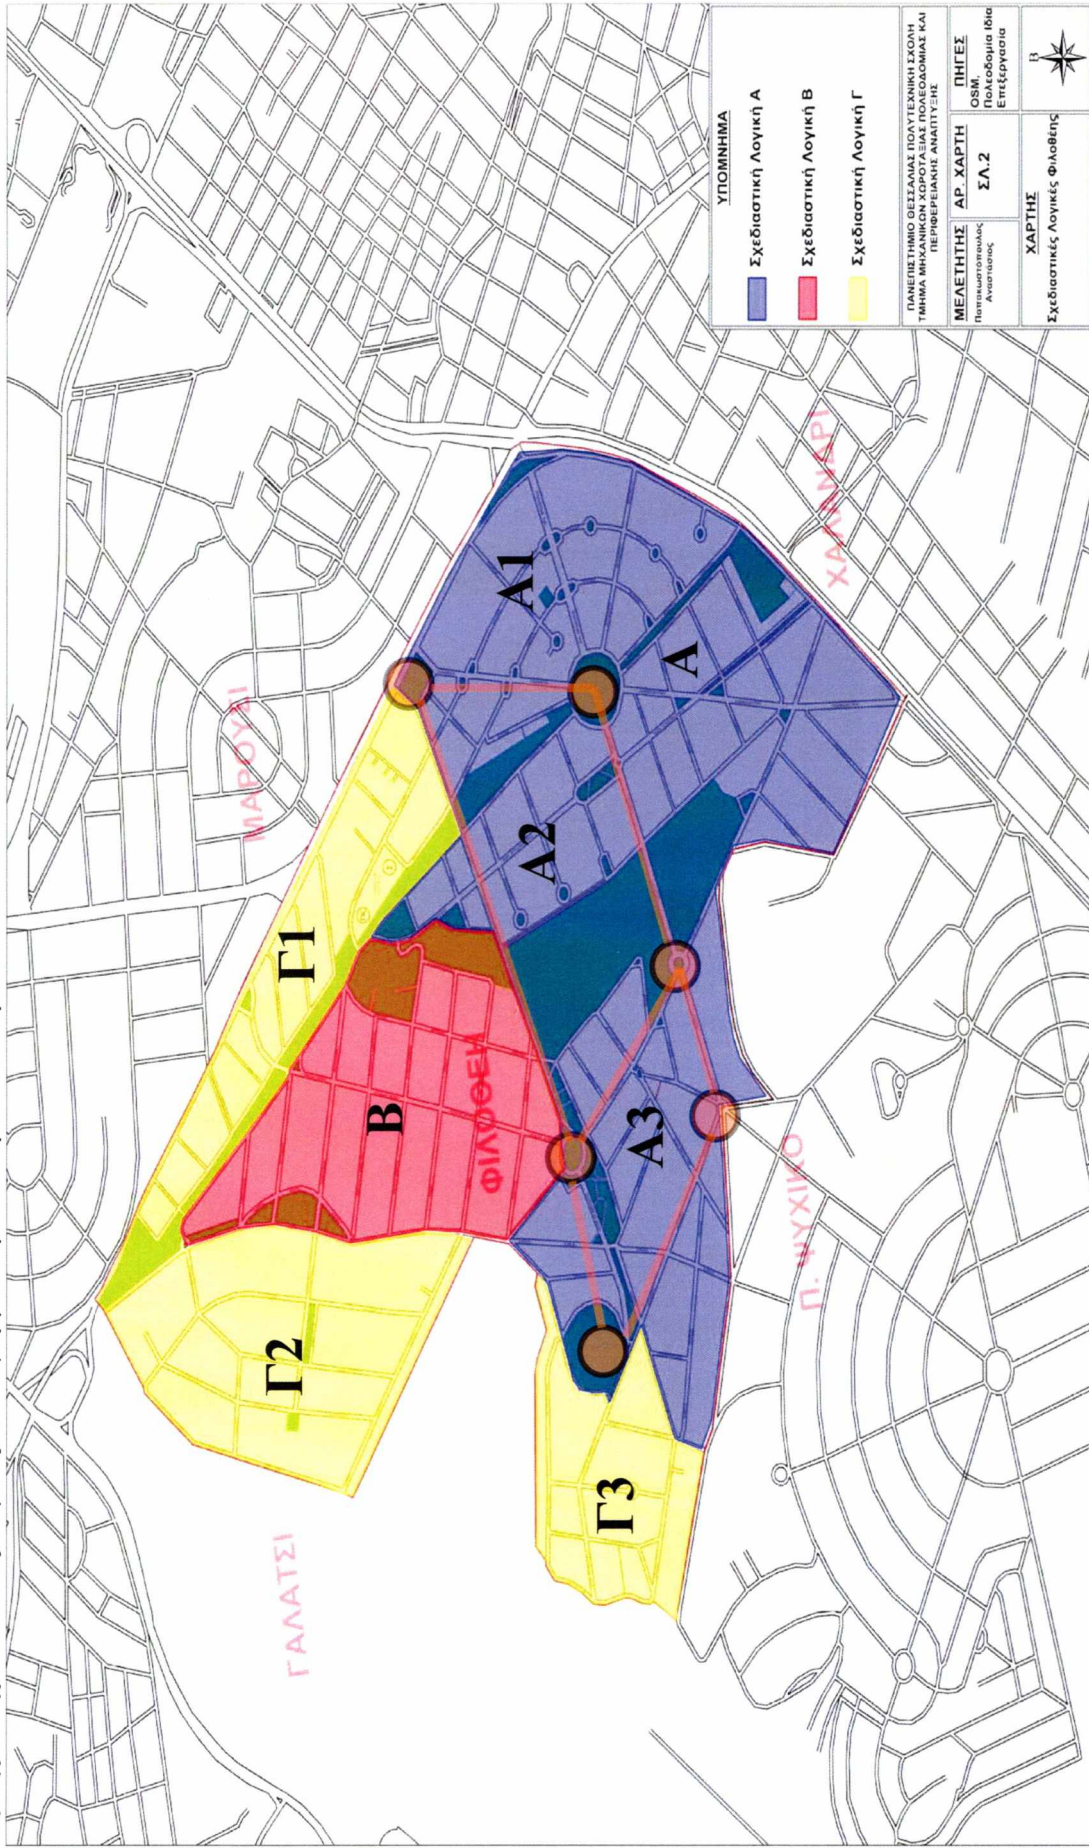 ΥΠΟΜΝΗΜΑ
Σχεδιαστική Λογική Α
Σχεδιαστική Λογική Β
Σχεδιαστική Λογική Γ
ΠΑΝΕΠΙΣΤΗΜΙΟ ΘΕΣΣΑΛΙΑΣ ΠΟΛΥΤΕΧΝΙΚΗ ΣΧΟΛΗ
ΤΜΗΜΑ ΜΗΧΑΝΙΚΩΝ ΧΩΡΟΤΑΞΙΑΣ ΠΟΛΕΟΔΟΜΙΑΣ ΚΑΙ
ΠΕΡΙΦΕΡΕΙΑΚΗΣ ΑΝΑΠΤΥΞΗΣ
ΜΕΛΕΤΗΤΗΣ
Παπακωστόπουλος
Αναστάσιος
ΑΡ. ΧΑΡΤΗ
ΣΛ.2
ΠΗΓΕΣ
OSM.
Πολεοδομία Ιδία
Επεξεργασία
ΧΑΡΤΗΣ
Σχεδιαστικές Λογικές Φιλοθέης
Β
ΓΑΛΑΤΣΙ
ΜΑΡΟΥΣΙ
ΧΑΛΑΝΔΡΙ
Π. ΨΥΧΙΚΟ
ΦΙΛΟΘΕΗ
Γ1
Γ2
Γ3
Β
Α1
Α2
Α3
Α